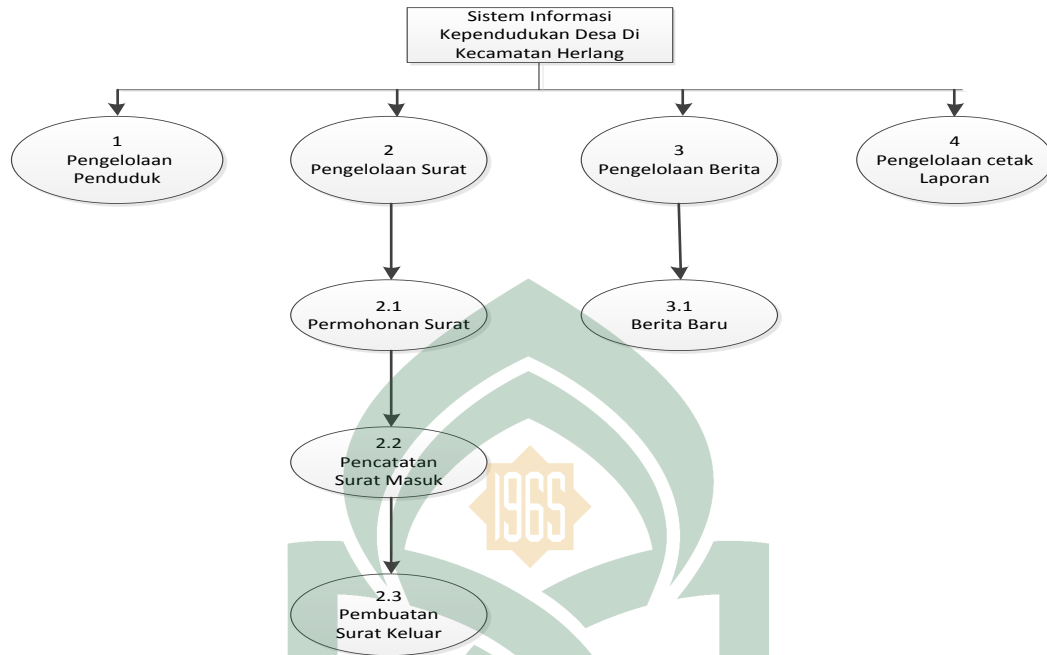 Sistem Informasi
Kependudukan Desa Di
Kecamatan Herlang
1
Pengelolaan
Penduduk
2
Pengelolaan Surat
3
Pengelolaan Berita
4
Pengelolaan cetak
Laporan
2.1
Permohonan Surat
3.1
Berita Baru
2.2
Pencatatan
Surat Masuk
1965
2.3
Pembuatan
Surat Keluar